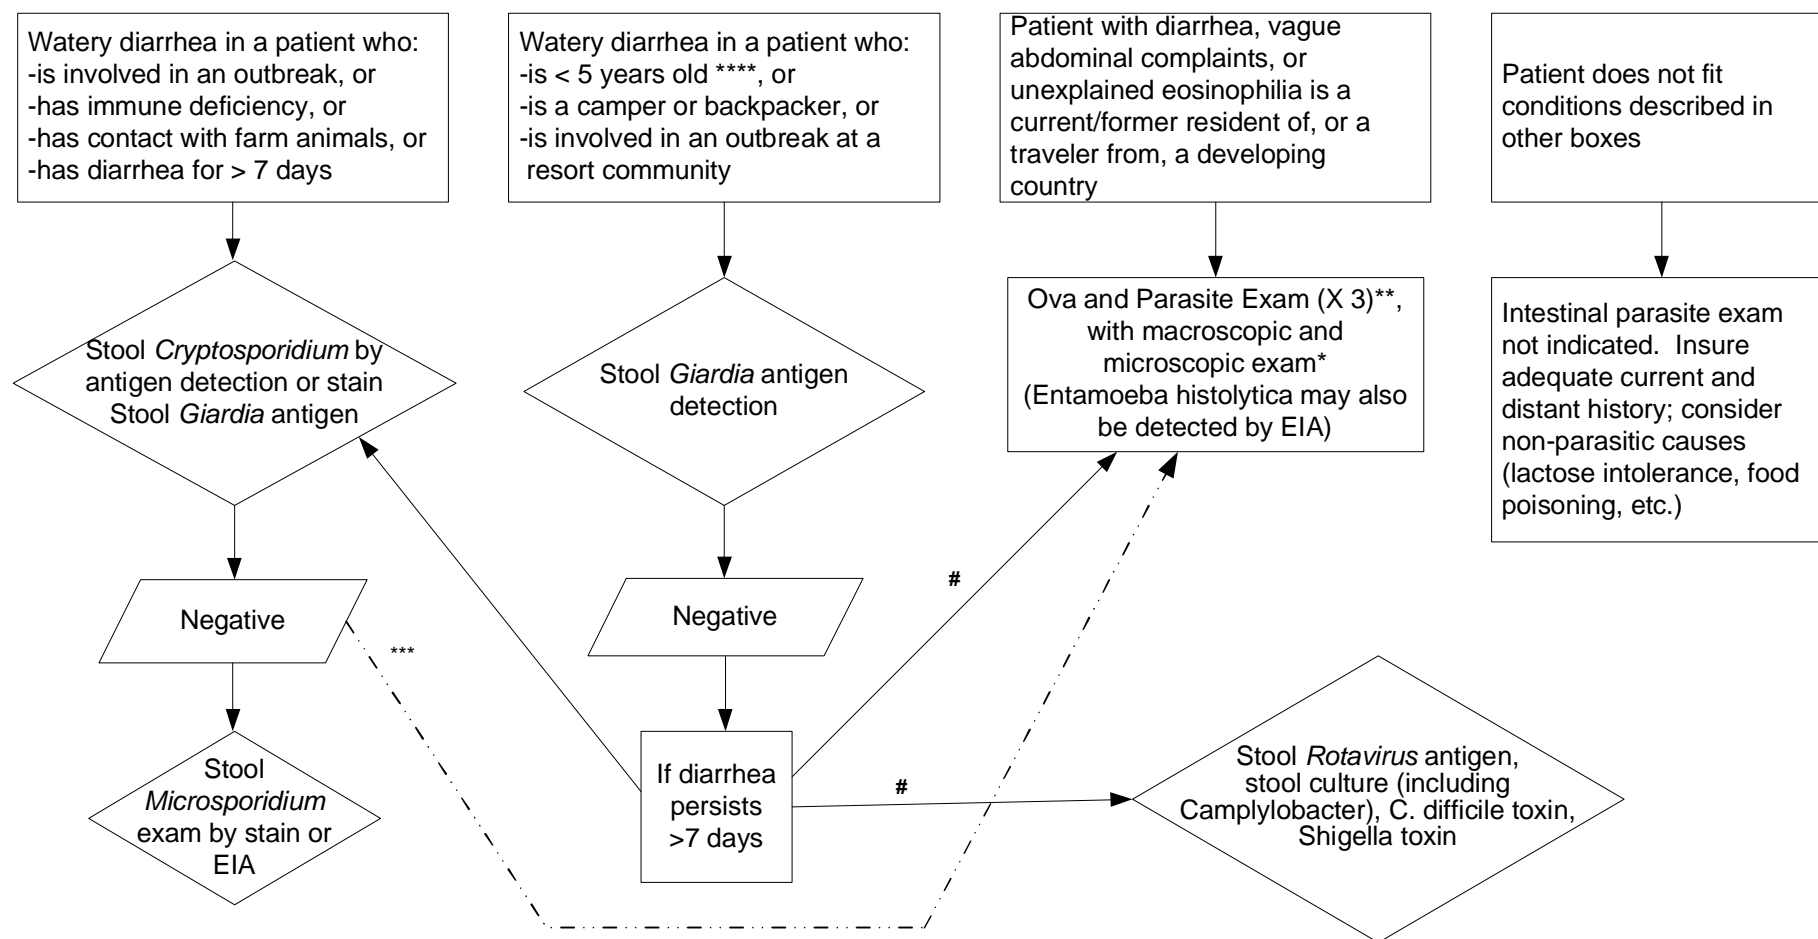 Watery diarrhea in a patient who:
-is involved in an outbreak, or
-has immune deficiency, or
-has contact with farm animals, or
-has diarrhea for > 7 days
Watery diarrhea in a patient who:
-is < 5 years old ****, or
-is a camper or backpacker, or
-is involved in an outbreak at a
resort community
Patient with diarrhea, vague
abdominal complaints, or
unexplained eosinophilia is a
current/former resident of, or a
traveler from, a developing
country
Patient does not fit
conditions described in
other boxes
Stool Cryptosporidium by
antigen detection or stain
Stool Giardia antigen
Stool Giardia antigen
detection
Ova and Parasite Exam (X 3)**,
with macroscopic and
microscopic exam*
(Entamoeba histolytica may also
be detected by EIA)
Intestinal parasite exam
not indicated. Insure
adequate current and
distant history; consider
non-parasitic causes
(lactose intolerance, food
poisoning, etc.)
Negative
***
Negative
#
Stool
Microsporidium
exam by stain or
EIA
If diarrhea
persists
>7 days
#
Stool Rotavirus antigen,
stool culture (including
Camplylobacter), C. difficile toxin,
Shigella toxin